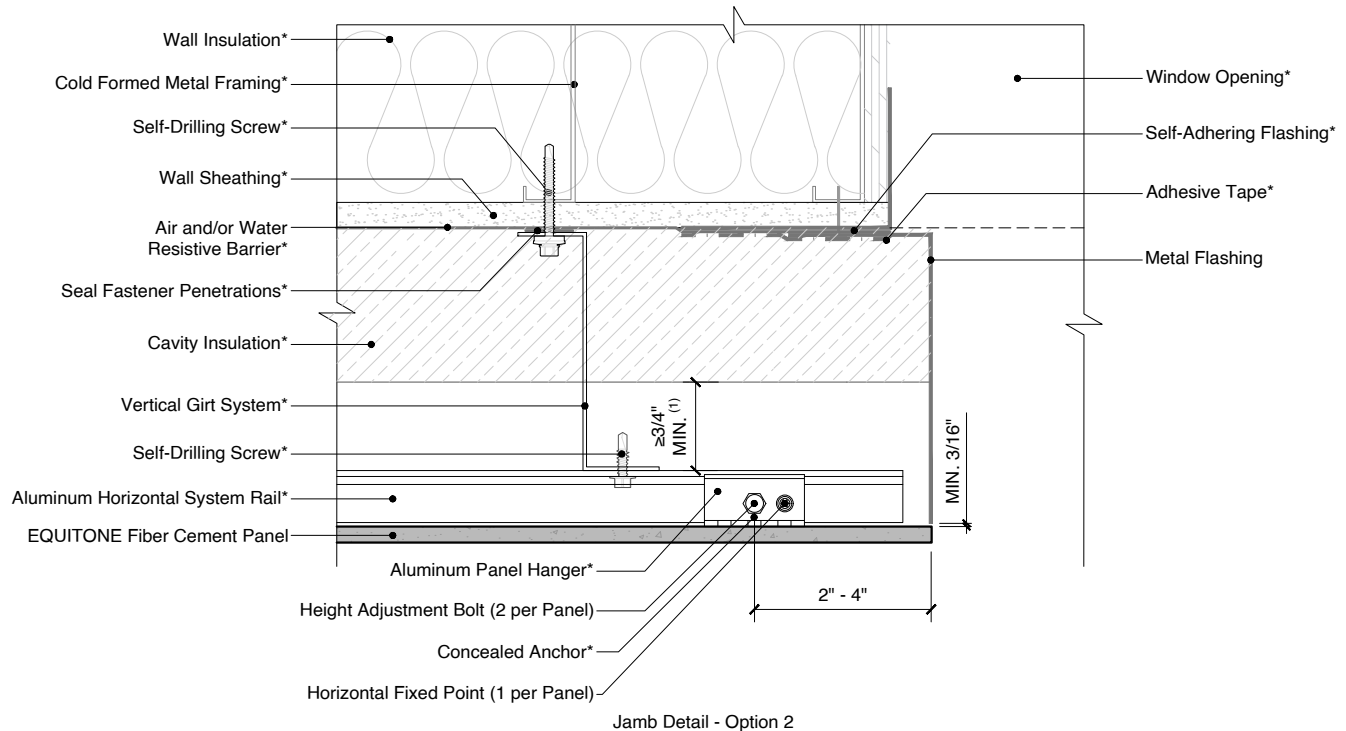 Wall Insulation*
Cold Formed Metal Framing*
Self-Drilling Screw*
Wall Sheathing*
Air and/or Water
Resistive Barrier*
Seal Fastener Penetrations*
Cavity Insulation*
Vertical Girt System*
Self-Drilling Screw*
Aluminum Horizontal System Rail*
EQUITONE Fiber Cement Panel
Aluminum Panel Hanger*
Height Adjustment Bolt (2 per Panel)
Concealed Anchor*
Horizontal Fixed Point (1 per Panel)
Window Opening*
Self-Adhering Flashing*
Adhesive Tape*
Metal Flashing
≥3/4"
MIN. (1)
MIN. 3/16"
2" - 4"
Jamb Detail - Option 2